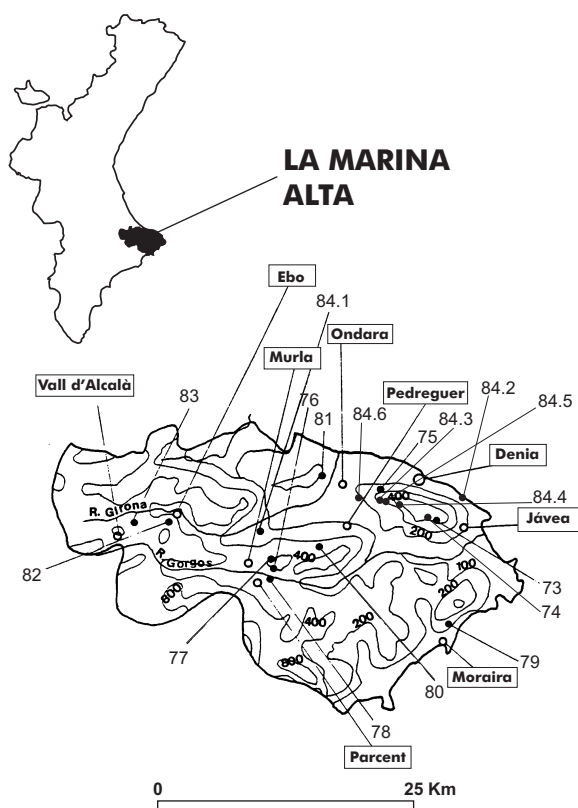 LA MARINA
ALTA
Ebo
84.1
Ondara
Murla
Vall d'Alcalà
83
76
81
Pedreguer
84.6
75
84.3
84.2
84.5
Denia
84.4
Jávea
R. Girona
400
200
82
R. Gorgos
400
800
100
200
73
74
400
200
77
800
79
Moraira
80
78
Parcent
0
25 Km